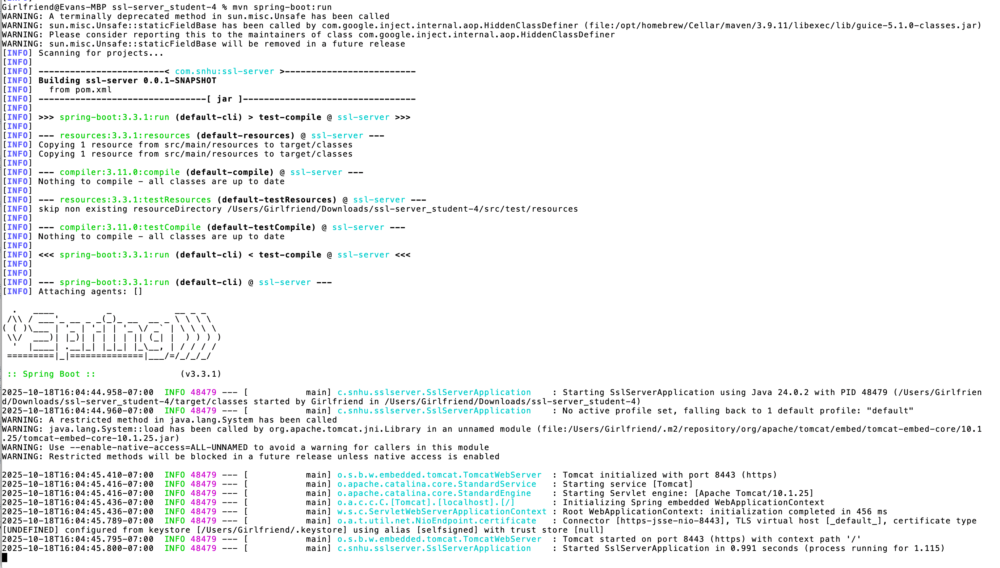 [INFO]
Girlfriend@Evans-MBP ssl-server_student-4 % mvn spring-boot:run
WARNING: A terminally deprecated method in sun.misc.Unsafe has been called
WARNING: sun.misc.Unsafe::staticFieldBase has been called by com.google.inject.internal.aop.HiddenClassDefiner (file:/opt/homebrew/Cellar/maven/3.9.11/libexec/lib/guice-5.1.0-classes.jar)
WARNING: Please consider reporting this to the maintainers of class com.google.inject.internal.aop.HiddenClassDefiner
WARNING: sun.misc.Unsafe::staticFieldBase will be removed in a future release
[INFO] Scanning for projects...
[INFO]
[INFO] ------------------------< com.snhu:ssl-server >-------------------------
[INFO] Building ssl-server 0.0.1-SNAPSHOT
[INFO]   from pom.xml
[INFO] --------------------------------[ jar ]---------------------------------
[INFO]
[INFO] >>> spring-boot:3.3.1:run (default-cli) > test-compile @ ssl-server >>>
[INFO]
[INFO] --- resources:3.3.1:resources (default-resources) @ ssl-server ---
[INFO] Copying 1 resource from src/main/resources to target/classes
[INFO] Copying 1 resource from src/main/resources to target/classes
[INFO]
[INFO] --- compiler:3.11.0:compile (default-compile) @ ssl-server ---
[INFO] Nothing to compile - all classes are up to date
[INFO]
[INFO] --- resources:3.3.1:testResources (default-testResources) @ ssl-server ---
[INFO] skip non existing resourceDirectory /Users/Girlfriend/Downloads/ssl-server_student-4/src/test/resources
[INFO]
[INFO] --- compiler:3.11.0:testCompile (default-testCompile) @ ssl-server ---
[INFO] Nothing to compile - all classes are up to date
[INFO]
[INFO] <<< spring-boot:3.3.1:run (default-cli) < test-compile @ ssl-server <<<
[INFO]
[INFO]
[INFO] --- spring-boot:3.3.1:run (default-cli) @ ssl-server ---
[INFO] Attaching agents: []
  .   ____          _            __ _ _
 /\\ / ___'_ __ _ _(_)_ __  __ _ \ \ \ \
( ( )\___ | '_ | '_| | '_ \/ _` | \ \ \ \
 \\/  ___)| |_)| | | | | || (_| |  ) ) ) )
  '  |____| .__|_| |_|_| |_\__, | / / / /
 =========|_|==============|___/=/_/_/_/
 :: Spring Boot ::                (v3.3.1)
2025-10-18T16:04:44.958-07:00  INFO 48479 --- [           main] c.snhu.sslserver.SslServerApplication    : Starting SslServerApplication using Java 24.0.2 with PID 48479 (/Users/Girlfrien
d/Downloads/ssl-server_student-4/target/classes started by Girlfriend in /Users/Girlfriend/Downloads/ssl-server_student-4)
2025-10-18T16:04:44.960-07:00  INFO 48479 --- [           main] c.snhu.sslserver.SslServerApplication    : No active profile set, falling back to 1 default profile: "default"
WARNING: A restricted method in java.lang.System has been called
WARNING: java.lang.System::load has been called by org.apache.tomcat.jni.Library in an unnamed module (file:/Users/Girlfriend/.m2/repository/org/apache/tomcat/embed/tomcat-embed-core/10.1
.25/tomcat-embed-core-10.1.25.jar)
WARNING: Use --enable-native-access=ALL-UNNAMED to avoid a warning for callers in this module
WARNING: Restricted methods will be blocked in a future release unless native access is enabled
2025-10-18T16:04:45.410-07:00  INFO 48479 --- [           main] o.s.b.w.embedded.tomcat.TomcatWebServer  : Tomcat initialized with port 8443 (https)
2025-10-18T16:04:45.416-07:00  INFO 48479 --- [           main] o.apache.catalina.core.StandardService   : Starting service [Tomcat]
2025-10-18T16:04:45.416-07:00  INFO 48479 --- [           main] o.apache.catalina.core.StandardEngine    : Starting Servlet engine: [Apache Tomcat/10.1.25]
2025-10-18T16:04:45.436-07:00  INFO 48479 --- [           main] o.a.c.c.C.[Tomcat].[localhost].[/]       : Initializing Spring embedded WebApplicationContext
2025-10-18T16:04:45.436-07:00  INFO 48479 --- [           main] w.s.c.ServletWebServerApplicationContext : Root WebApplicationContext: initialization completed in 456 ms
2025-10-18T16:04:45.789-07:00  INFO 48479 --- [           main] o.a.t.util.net.NioEndpoint.certificate   : Connector [https-jsse-nio-8443], TLS virtual host [_default_], certificate type
[UNDEFINED] configured from keystore [/Users/Girlfriend/.keystore] using alias [selfsigned] with trust store [null]
2025-10-18T16:04:45.795-07:00  INFO 48479 --- [           main] o.s.b.w.embedded.tomcat.TomcatWebServer  : Tomcat started on port 8443 (https) with context path '/'
2025-10-18T16:04:45.800-07:00  INFO 48479 --- [           main] c.snhu.sslserver.SslServerApplication    : Started SslServerApplication in 0.991 seconds (process running for 1.115)